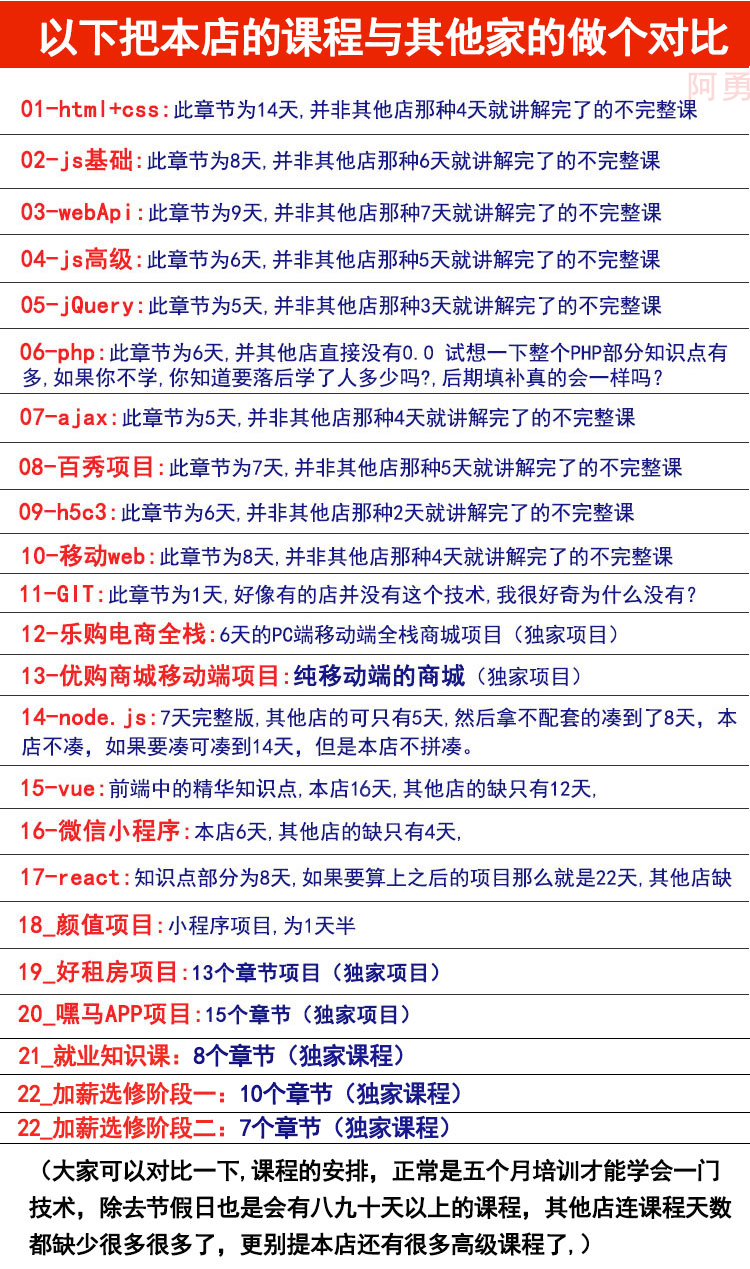 以下把本店的课程与其他家的做个对比
阿勇
01-html+css:此章节为14天,并非其他店那种4天就讲解完了的不完整课
02-js基础:此章节为8天,并非其他店那种6天就讲解完了的不完整课
03-webApi:此章节为9天,并非其他店那种7天就讲解完了的不完整课
04-js高级:此章节为6天,并非其他店那种5天就讲解完了的不完整课
05-jQuery:此章节为5天,并非其他店那种3天就讲解完了的不完整课
06-php:此章节为6天,并其他店直接没有0.0 试想一下整个PHP部分知识点有
多,如果你不学,你知道要落后学了人多少吗?,后期填补真的会一样吗?
07-ajax:此章节为5天,并非其他店那种4天就讲解完了的不完整课
08-百秀项目:此章节为7天,并非其他店那种5天就讲解完了的不完整课
09-h5c3:此章节为6天,并非其他店那种2天就讲解完了的不完整课
10-移动web:此章节为8天,并非其他店那种4天就讲解完了的不完整课
11-GIT:此章节为1天,好像有的店并没有这个技术,我很好奇为什么没有?
12-乐购电商全栈:6天的PC端移动端全栈商城项目（独家项目）
13-优购商城移动端项目:纯移动端的商城（独家项目）
14-node.js:7天完整版,其他店的可只有5天,然后拿不配套的凑到了8天，本
店不凑，如果要凑可凑到14天，但是本店不拼凑。
15-vue:前端中的精华知识点,本店16天,其他店的缺只有12天,
16-微信小程序:本店6天,其他店的缺只有4天,
17-react:知识点部分为8天,如果要算上之后的项目那么就是22天,其他店缺
18_颜值项目:小程序项目,为1天半
19_好租房项目:13个章节项目（独家项目）
20_嘿马APP项目:15个章节（独家项目）
21_就业知识课：8个章节（独家课程）
22_加薪选修阶段一：10个章节（独家课程）
22_加薪选修阶段二：7个章节（独家课程）
（大家可以对比一下,课程的安排，正常是五个月培训才能学会一门
技术，除去节假日也是会有八九十天以上的课程，其他店连课程天数
都缺少很多很多了，更别提本店还有很多高级课程了,）